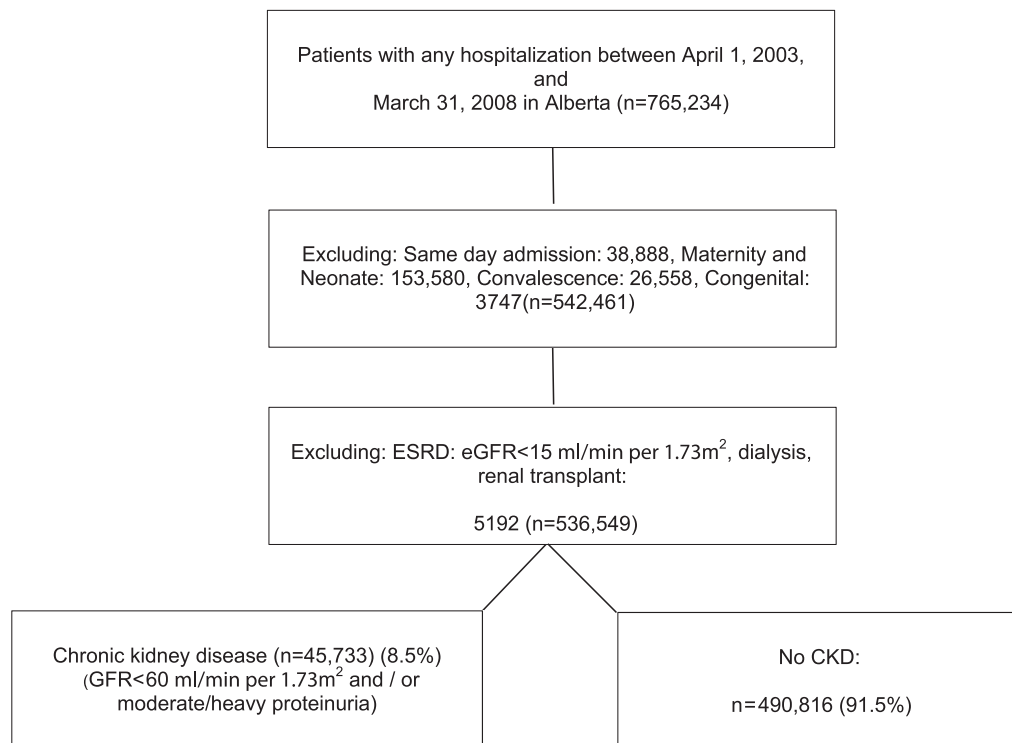 Patients with any hospitalization between April 1, 2003,
and
March 31, 2008 in Alberta (n=765,234)
Excluding: Same day admission: 38,888, Maternity and
Neonate: 153,580, Convalescence: 26,558, Congenital:
3747(n=542,461)
Excluding: ESRD: eGFR<15 ml/min per 1.73m², dialysis,
renal transplant:
5192 (n=536,549)
Chronic kidney disease (n=45,733) (8.5%)
(GFR<60 ml/min per 1.73m² and / or
moderate/heavy proteinuria)
No CKD:
n=490,816 (91.5%)